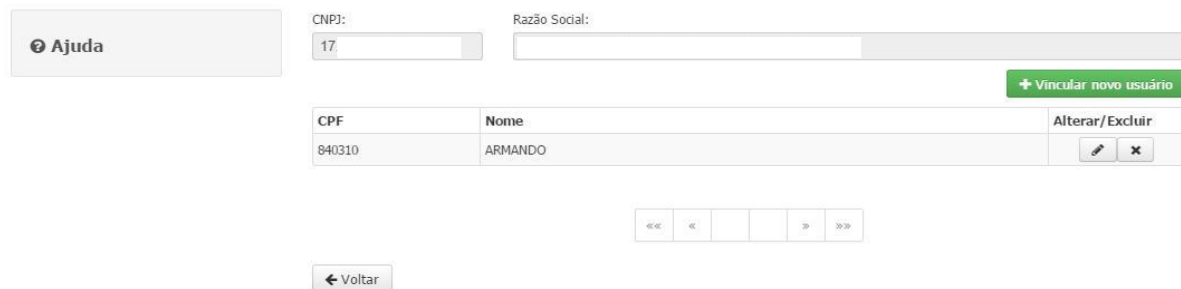 Ajuda
CNPJ:
17
Razão Social:
+ Vincular novo usuário
CPF Nome Alterar/Excluir
840310 ARMANDO
«« « » »»
Voltar